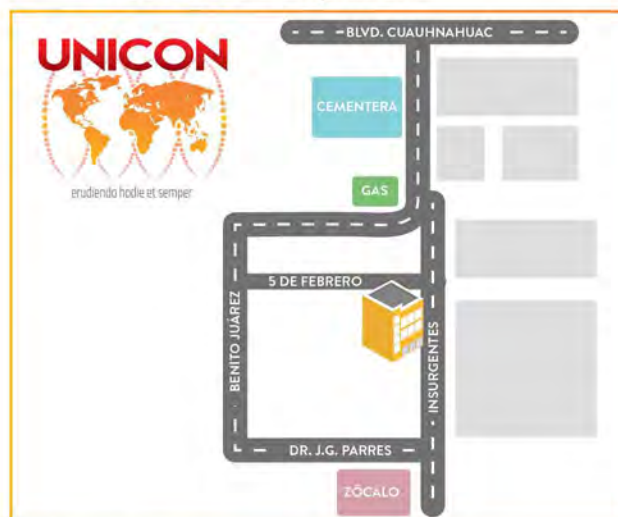 UNICON
erudiendo hodie et semper
BLVD. CUAUHNAHUAC
CEMENTERA
GAS
5 DE FEBRERO
BENITO JUÁREZ
INSURGENTES
DR. J.G. PARRES
ZÓCALO